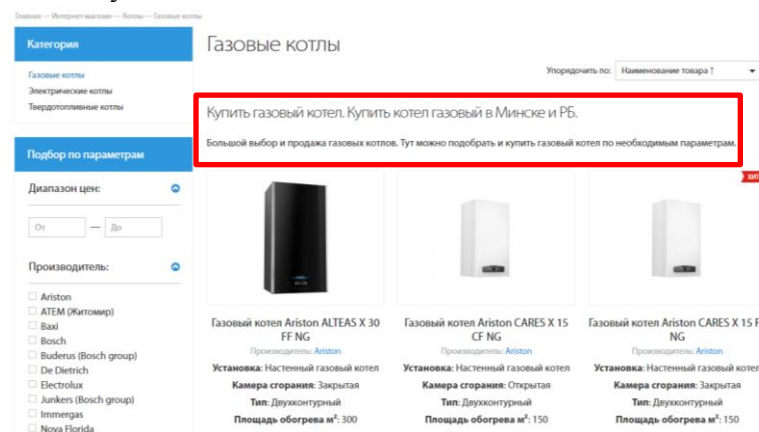 Главная — Интернет-магазин — Котлы — Газовые котлы
Категория
Газовые котлы
Электрические котлы
Твердотопливные котлы
Подбор по параметрам
Диапазон цен:
От — До
Производитель:
Ariston
ATEM (Житомир)
Baxi
Bosch
Buderus (Bosch group)
De Dietrich
Electrolux
Junkers (Bosch group)
Immergas
Nova Florida
Газовые котлы
Упорядочить по: Наименование товара ↑
Купить газовый котел. Купить котел газовый в Минске и РБ.
Большой выбор и продажа газовых котлов. Тут можно подобрать и купить газовый котел по необходимым параметрам.
Газовый котел Ariston ALTEAS X 30
FF NG
Производитель: Ariston
Установка: Настенный газовый котел
Камера сгорания: Закрытая
Тип: Двухконтурный
Площадь обогрева м²: 300
Газовый котел Ariston CARES X 15
CF NG
Производитель: Ariston
Установка: Настенный газовый котел
Камера сгорания: Открытая
Тип: Двухконтурный
Площадь обогрева м²: 150
ХИТ
Газовый котел Ariston CARES X 15 F
NG
Производитель: Ariston
Установка: Настенный газовый котел
Камера сгорания: Закрытая
Тип: Двухконтурный
Площадь обогрева м²: 150